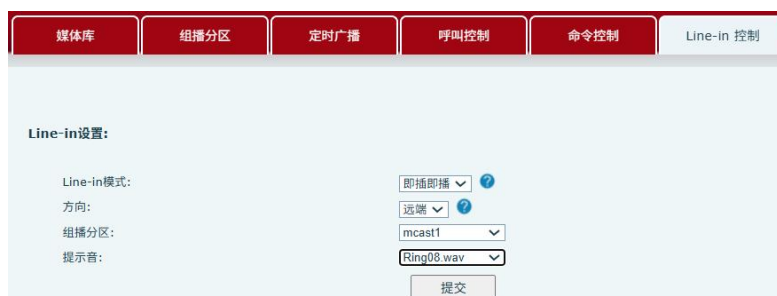 媒体库 组播分区 定时广播 呼叫控制 命令控制 Line-in 控制
Line-in设置:
Line-in模式: 即插即播
方向: 远端
组播分区: mcast1
提示音: Ring08.wav
提交